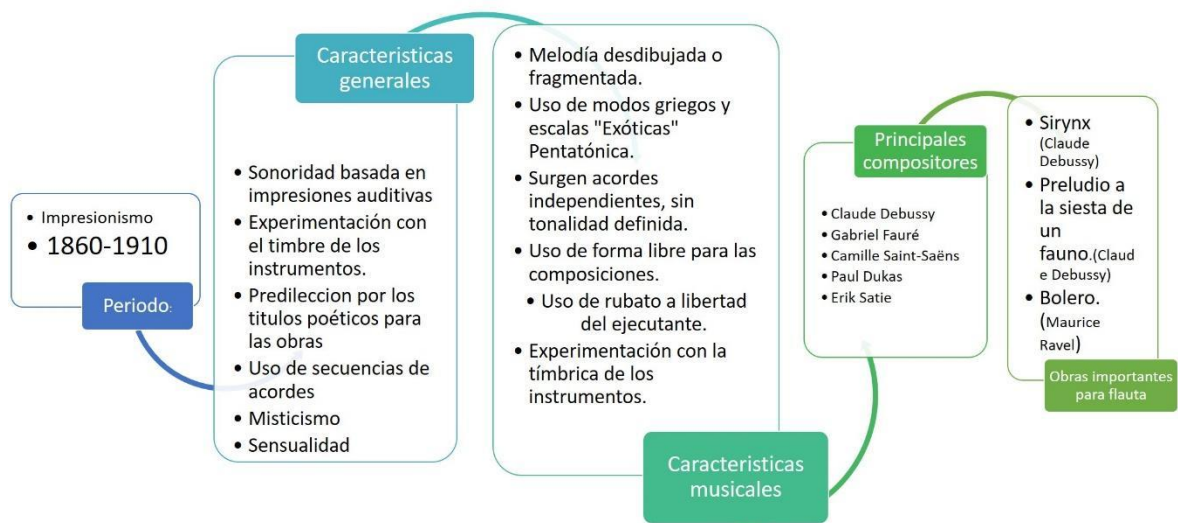 • Impresionismo
• 1860-1910
Periodo:
Caracteristicas
generales
• Sonoridad basada en
impresiones auditivas
• Experimentación con
el timbre de los
instrumentos.
• Predileccion por los
titulos poéticos para
las obras
• Uso de secuencias de
acordes
• Misticismo
• Sensualidad
• Melodía desdibujada o
fragmentada.
• Uso de modos griegos y
escalas "Exóticas"
Pentatónica.
• Surgen acordes
independientes, sin
tonalidad definida.
• Uso de forma libre para las
composiciones.
• Uso de rubato a libertad
del ejecutante.
• Experimentación con la
tímbrica de los
instrumentos.
Caracteristicas
musicales
Principales
compositores
• Claude Debussy
• Gabriel Fauré
• Camille Saint-Saëns
• Paul Dukas
• Erik Satie
• Sirynx
(Claude
Debussy)
• Preludio a
la siesta de
un
fauno.(Claud
e Debussy)
• Bolero.
(Maurice
Ravel)
Obras importantes
para flauta